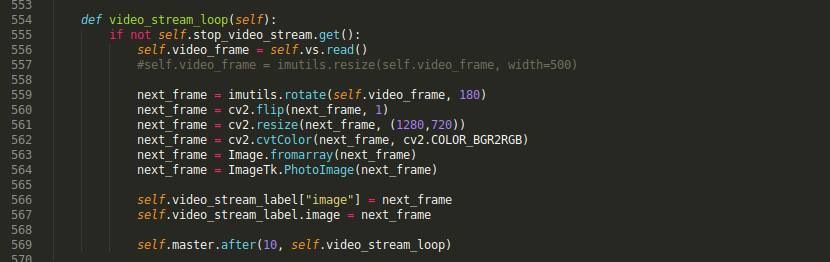 553
554 def video_stream_loop(self):
555 if not self.stop_video_stream.get():
556 self.video_frame = self.vs.read()
557 #self.video_frame = imutils.resize(self.video_frame, width=500)
558
559 next_frame = imutils.rotate(self.video_frame, 180)
560 next_frame = cv2.flip(next_frame, 1)
561 next_frame = cv2.resize(next_frame, (1280,720))
562 next_frame = cv2.cvtColor(next_frame, cv2.COLOR_BGR2RGB)
563 next_frame = Image.fromarray(next_frame)
564 next_frame = ImageTk.PhotoImage(next_frame)
565
566 self.video_stream_label["image"] = next_frame
567 self.video_stream_label.image = next_frame
568
569 self.master.after(10, self.video_stream_loop)
570